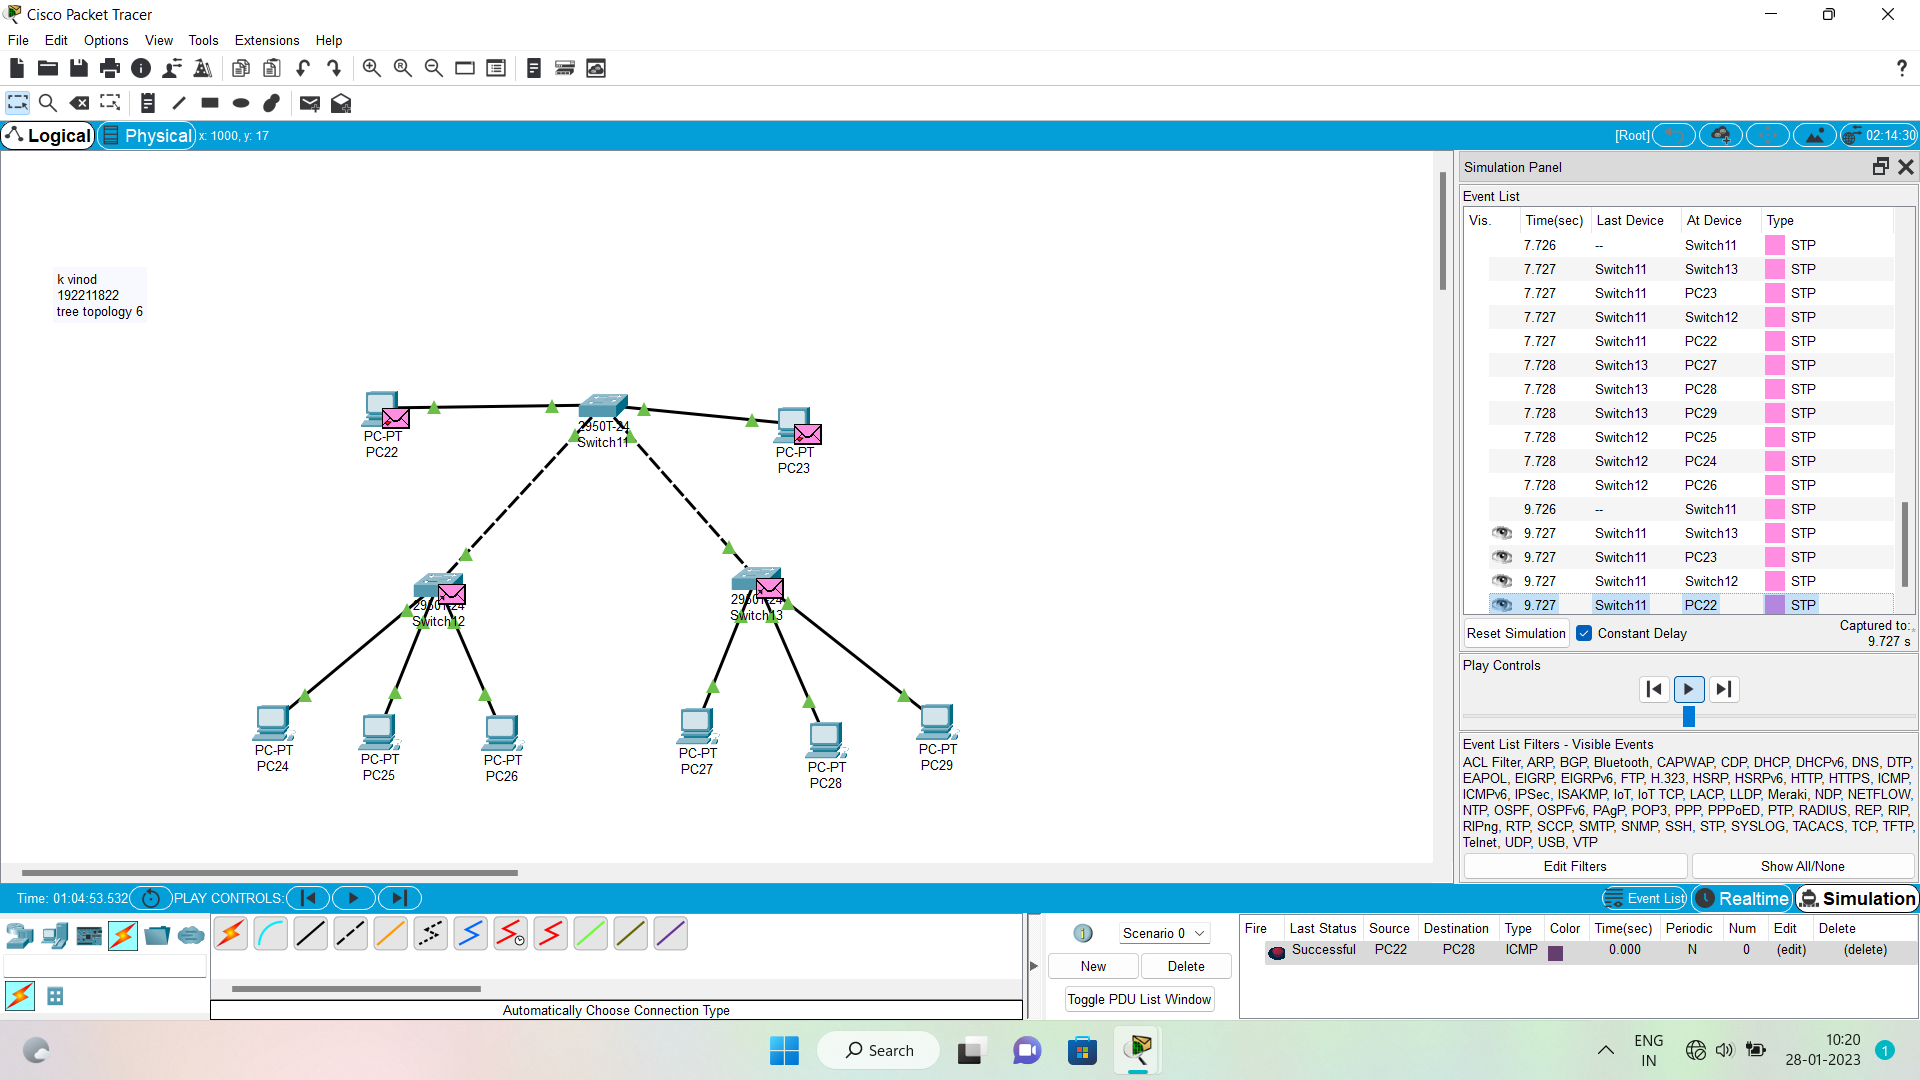 Cisco Packet Tracer
File Edit Options View Tools Extensions Help
Logical Physical x: 1000, y: 17 [Root] 02:14:30
k vinod
192211822
tree topology 6
PC-PT
PC22
2950T-24
Switch11
PC-PT
PC23
2950T-24
Switch12
2950T-24
Switch13
PC-PT
PC24
PC-PT
PC25
PC-PT
PC26
PC-PT
PC27
PC-PT
PC28
PC-PT
PC29
Simulation Panel
Event List
Vis. Time(sec) Last Device At Device Type
7.726 -- Switch11 STP
7.727 Switch11 Switch13 STP
7.727 Switch11 PC23 STP
7.727 Switch11 Switch12 STP
7.727 Switch11 PC22 STP
7.728 Switch13 PC27 STP
7.728 Switch13 PC28 STP
7.728 Switch13 PC29 STP
7.728 Switch12 PC25 STP
7.728 Switch12 PC24 STP
7.728 Switch12 PC26 STP
9.726 -- Switch11 STP
9.727 Switch11 Switch13 STP
9.727 Switch11 PC23 STP
9.727 Switch11 Switch12 STP
9.727 Switch11 PC22 STP
Reset Simulation Constant Delay Captured to:
9.727 s
Play Controls
Event List Filters - Visible Events
ACL Filter, ARP, BGP, Bluetooth, CAPWAP, CDP, DHCP, DHCPv6, DNS, DTP,
EAPOL, EIGRP, EIGRPv6, FTP, H.323, HSRP, HSRPv6, HTTP, HTTPS, ICMP,
ICMPv6, IPSec, ISAKMP, IoT, IoT TCP, LACP, LLDP, Meraki, NDP, NETFLOW,
NTP, OSPF, OSPFv6, PAgP, POP3, PPP, PPPoED, PTP, RADIUS, REP, RIP,
RIPng, RTP, SCCP, SMTP, SNMP, SSH, STP, SYSLOG, TACACS, TCP, TFTP,
Telnet, UDP, USB, VTP
Edit Filters Show All/None
Time: 01:04:53.532 PLAY CONTROLS: Event List Realtime Simulation
Automatically Choose Connection Type
1 Scenario 0
New Delete
Toggle PDU List Window
Fire Last Status Source Destination Type Color Time(sec) Periodic Num Edit Delete
Successful PC22 PC28 ICMP 0.000 N 0 (edit) (delete)
Search
ENG
IN
10:20
28-01-2023
1